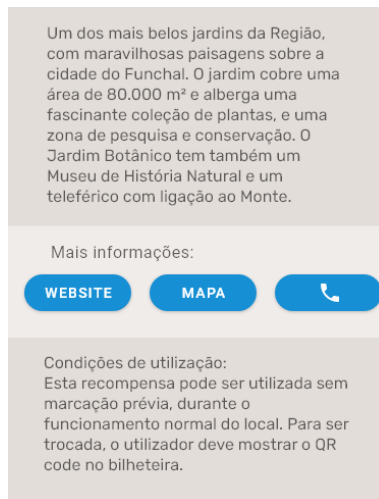 Um dos mais belos jardins da Região,
com maravilhosas paisagens sobre a
cidade do Funchal. O jardim cobre uma
área de 80.000 m² e alberga uma
fascinante coleção de plantas, e uma
zona de pesquisa e conservação. O
Jardim Botânico tem também um
Museu de História Natural e um
teleférico com ligação ao Monte.
Mais informações:
WEBSITE MAPA
Condições de utilização:
Esta recompensa pode ser utilizada sem
marcação prévia, durante o
funcionamento normal do local. Para ser
trocada, o utilizador deve mostrar o QR
code no bilheteira.